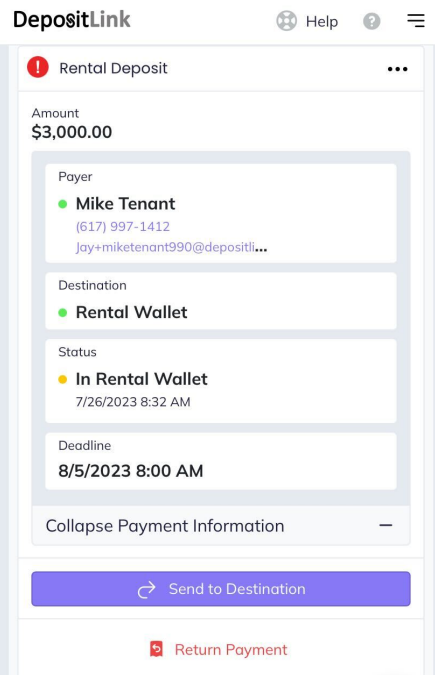 DepositLink
Help
?
! Rental Deposit ...
Amount
$3,000.00
Payer
Mike Tenant
(617) 997-1412
Jay+miketenant990@depositli...
Destination
Rental Wallet
Status
In Rental Wallet
7/26/2023 8:32 AM
Deadline
8/5/2023 8:00 AM
Collapse Payment Information
Send to Destination
Return Payment